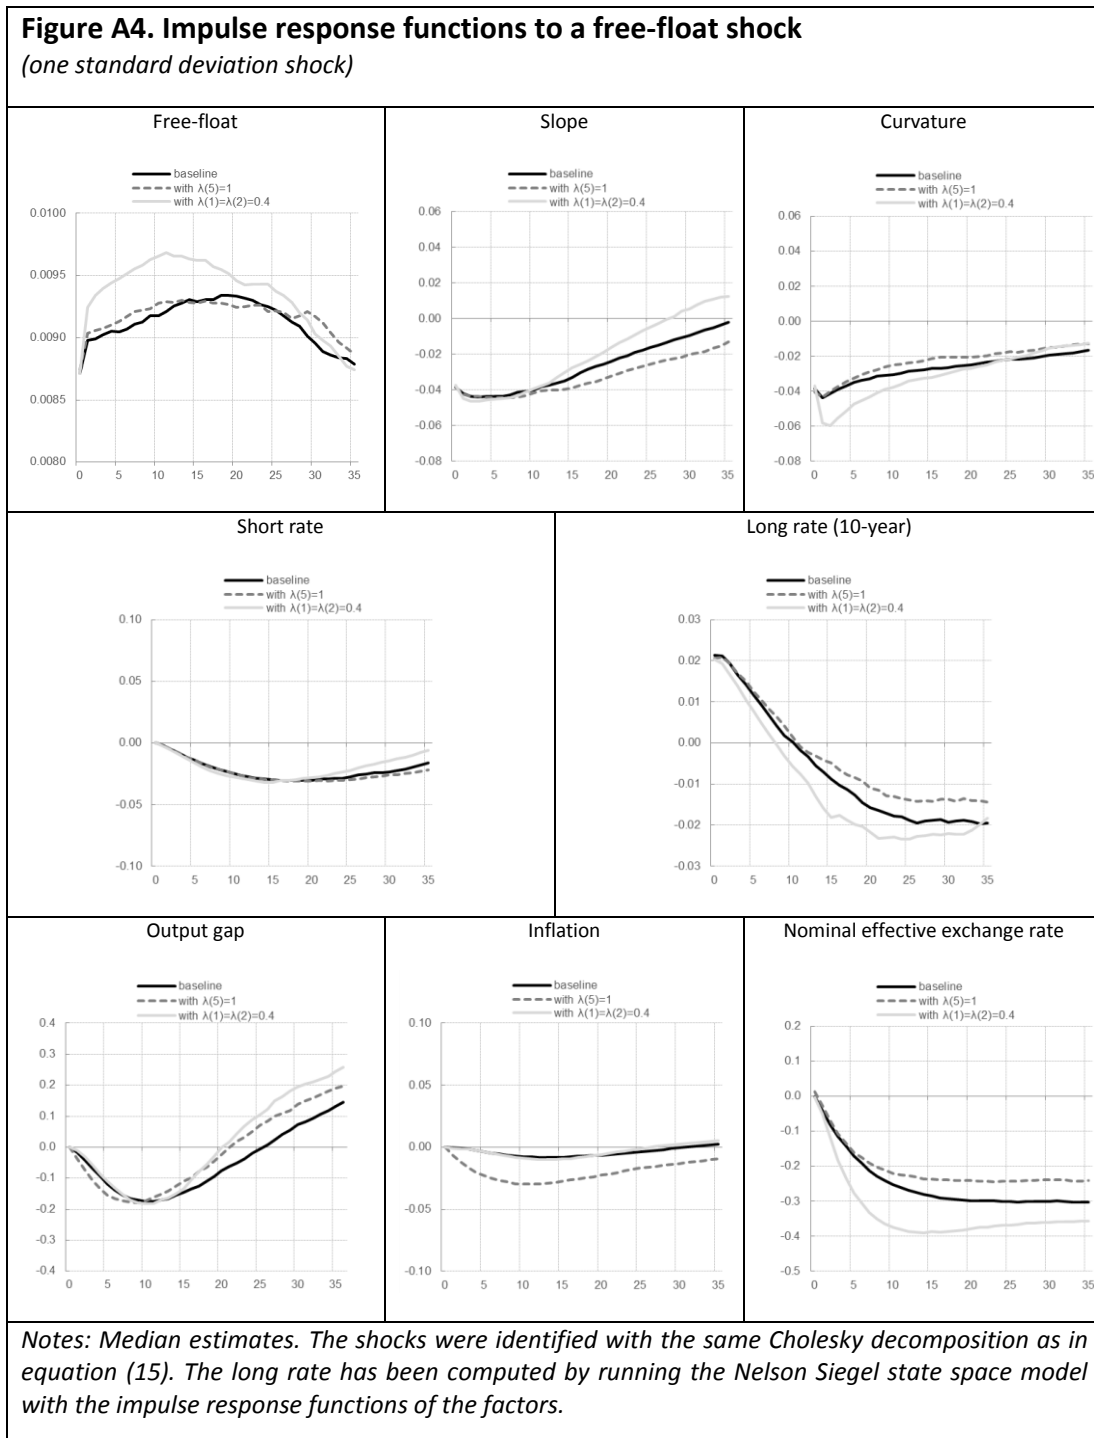 Figure A4. Impulse response functions to a free-float shock
(one standard deviation shock)
Free-float
baseline
with λ(5)=1
with λ(1)=λ(2)=0.4
0.0100
0.0095
0.0090
0.0085
0.0080
0 5 10 15 20 25 30 35
Slope
baseline
with λ(5)=1
with λ(1)=λ(2)=0.4
0.06
0.04
0.02
0.00
-0.02
-0.04
-0.06
-0.08
0 5 10 15 20 25 30 35
Curvature
baseline
with λ(5)=1
with λ(1)=λ(2)=0.4
0.06
0.04
0.02
0.00
-0.02
-0.04
-0.06
-0.08
0 5 10 15 20 25 30 35
Short rate
baseline
with λ(5)=1
with λ(1)=λ(2)=0.4
0.10
0.05
0.00
-0.05
-0.10
0 5 10 15 20 25 30 35
Long rate (10-year)
baseline
with λ(5)=1
with λ(1)=λ(2)=0.4
0.03
0.02
0.01
0.00
-0.01
-0.02
-0.03
0 5 10 15 20 25 30 35
Output gap
baseline
with λ(5)=1
with λ(1)=λ(2)=0.4
0.4
0.3
0.2
0.1
0.0
-0.1
-0.2
-0.3
-0.4
0 5 10 15 20 25 30 35
Inflation
baseline
with λ(5)=1
with λ(1)=λ(2)=0.4
0.10
0.05
0.00
-0.05
-0.10
0 5 10 15 20 25 30 35
Nominal effective exchange rate
baseline
with λ(5)=1
with λ(1)=λ(2)=0.4
0.2
0.1
0.0
-0.1
-0.2
-0.3
-0.4
-0.5
0 5 10 15 20 25 30 35
Notes: Median estimates. The shocks were identified with the same Cholesky decomposition as in
equation (15). The long rate has been computed by running the Nelson Siegel state space model
with the impulse response functions of the factors.